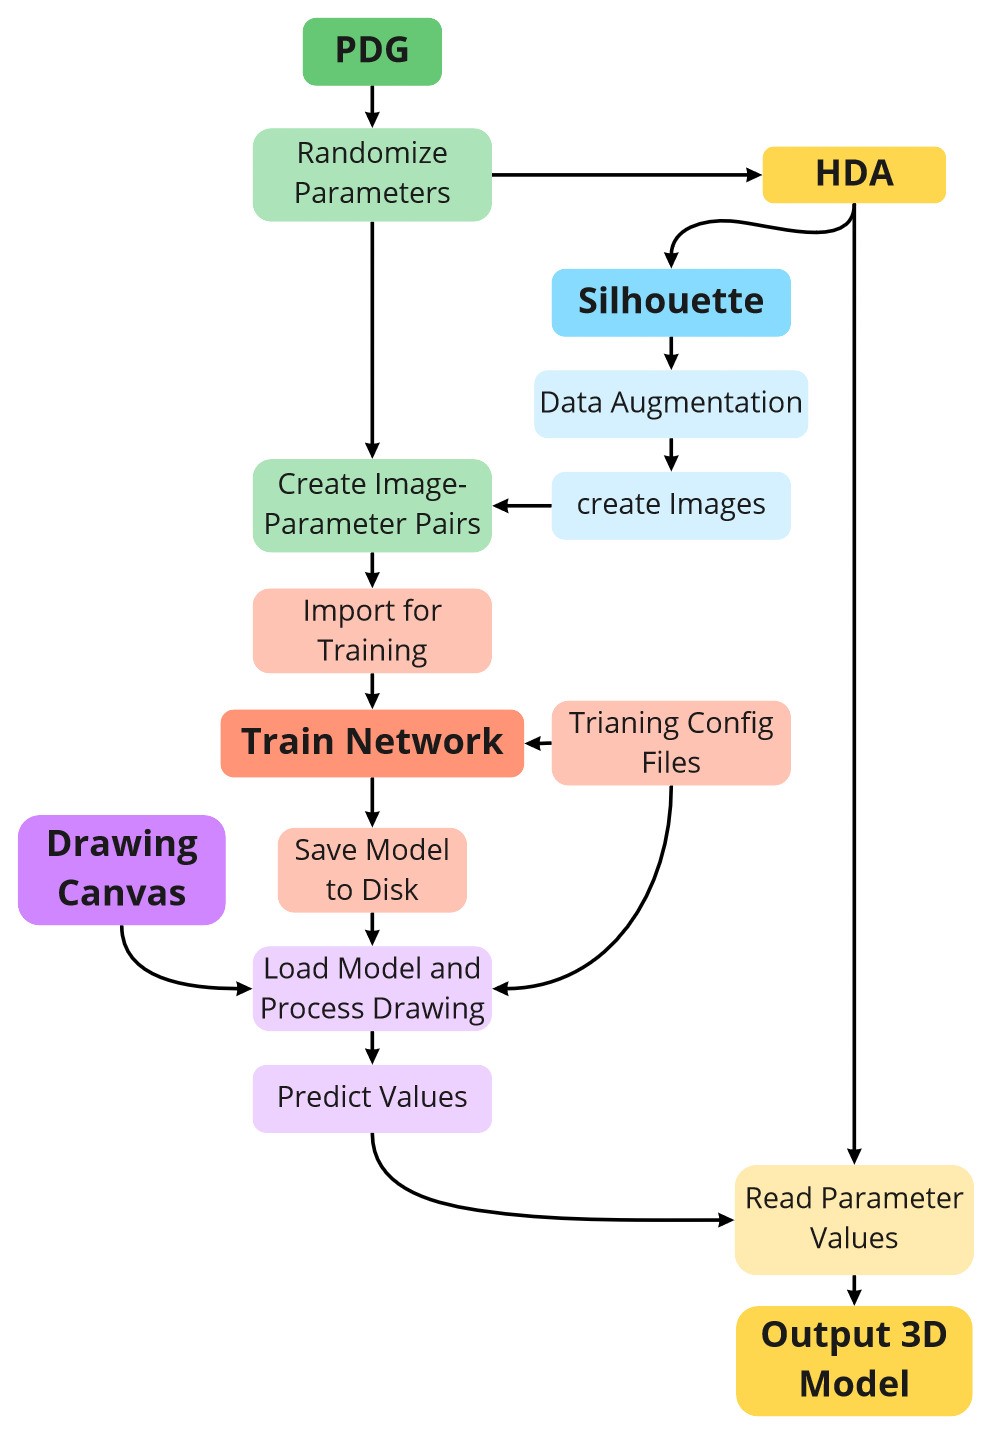 PDG
Randomize
Parameters
HDA
Silhouette
Data Augmentation
create Images
Create Image-
Parameter Pairs
Import for
Training
Train Network
Trianing Config
Files
Save Model
to Disk
Drawing
Canvas
Load Model and
Process Drawing
Predict Values
Read Parameter
Values
Output 3D
Model